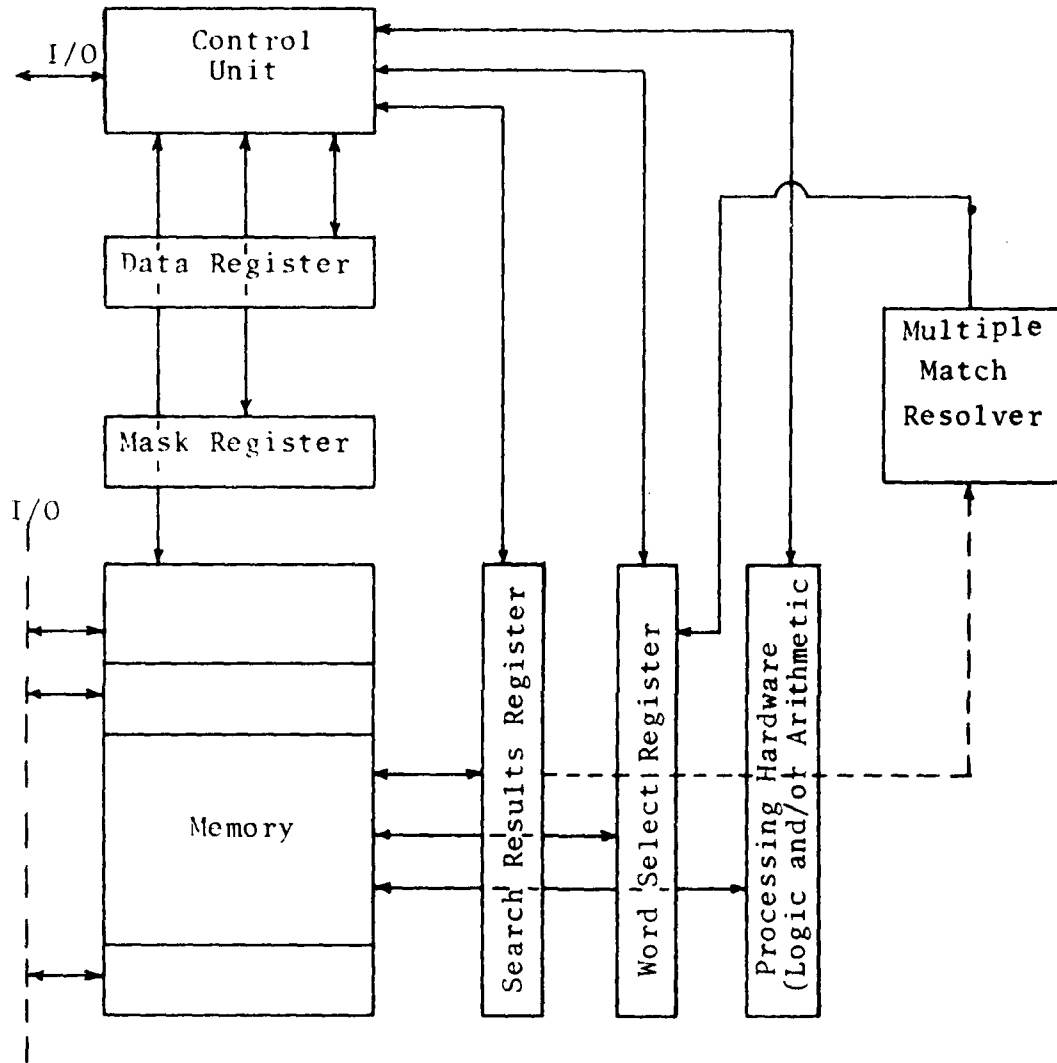 I/O
Control
Unit
Data Register
Multiple
Match
Resolver
Mask Register
I/O
Memory
Search Results Register
Word Select Register
Processing Hardware
(Logic and/or Arithmetic